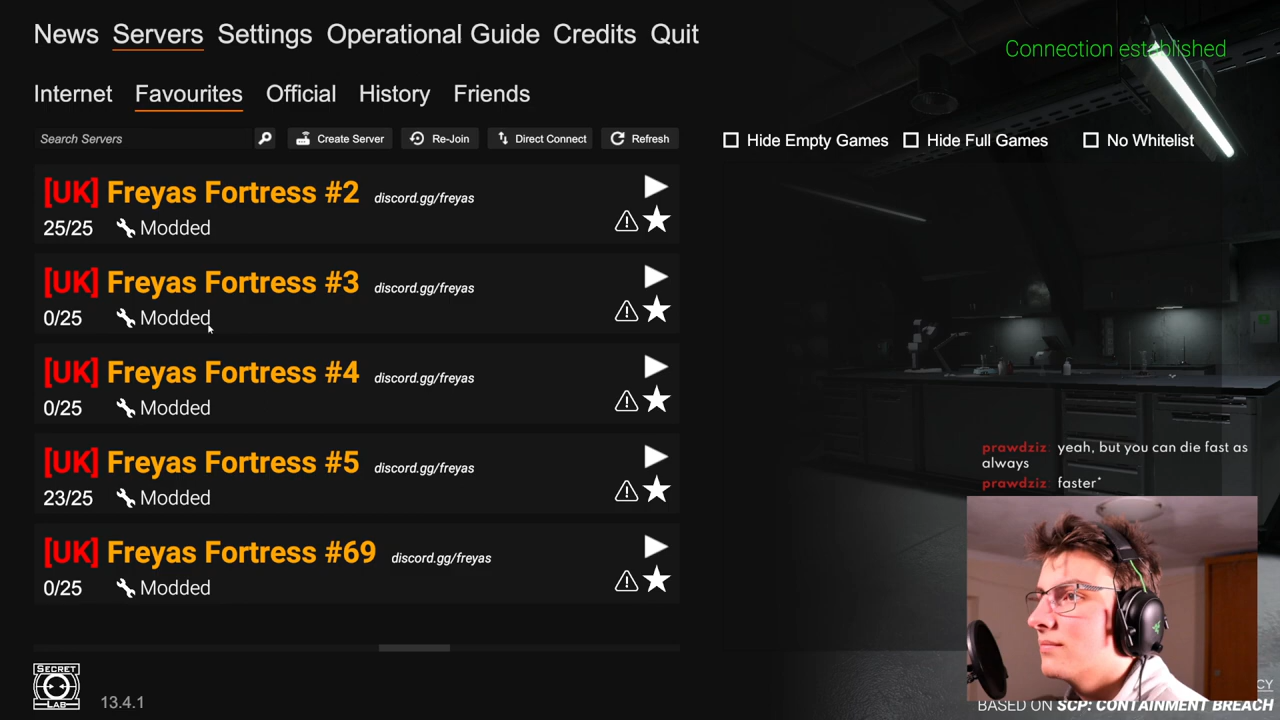 News Servers Settings Operational Guide Credits Quit
Connection established
Internet Favourites Official History Friends
Search Servers Create Server Re-Join Direct Connect Refresh
Hide Empty Games Hide Full Games No Whitelist
[UK] Freyas Fortress #2 discord.gg/freyas
25/25 Modded
[UK] Freyas Fortress #3 discord.gg/freyas
0/25 Modded
[UK] Freyas Fortress #4 discord.gg/freyas
0/25 Modded
[UK] Freyas Fortress #5 discord.gg/freyas
23/25 Modded
[UK] Freyas Fortress #69 discord.gg/freyas
0/25 Modded
prawdziz yeah, but you can die fast as
always
prawdziz faster*
SECRET
LAB
13.4.1
CY
BASED ON SCP: CONTAINMENT BREACH